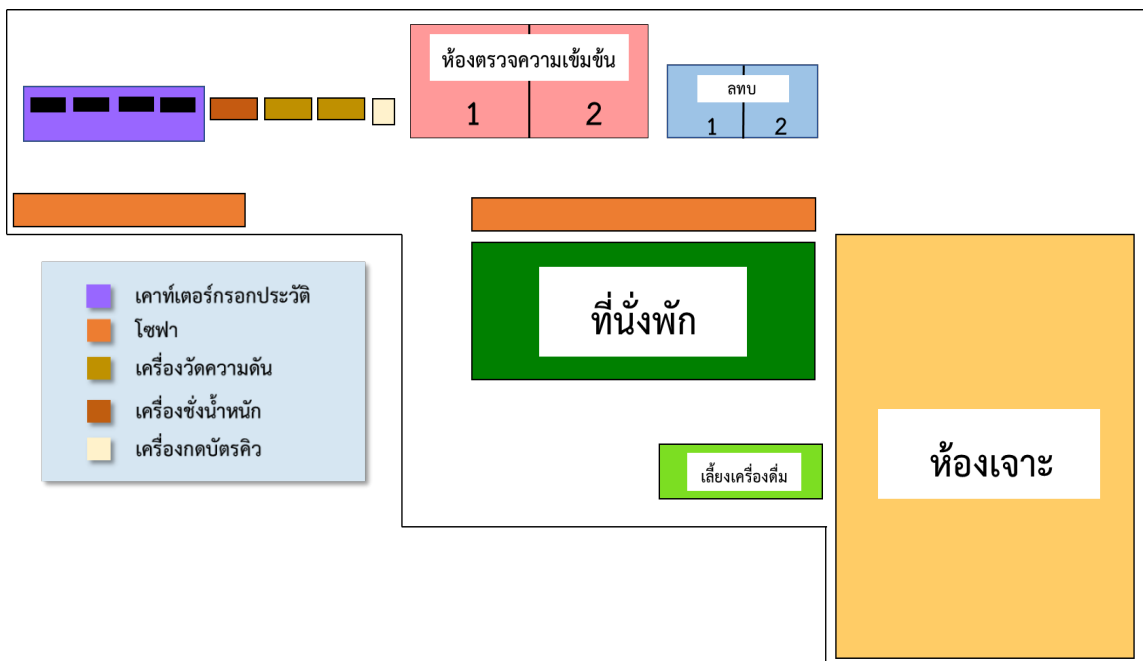 ห้องตรวจความเข้มข้น
1 2
ลทบ
1 2
เคาท์เตอร์กรอกประวัติ
โซฟา
เครื่องวัดความดัน
เครื่องชั่งน้ำหนัก
เครื่องกดบัตรคิว
ที่นั่งพัก
เลี้ยงเครื่องดื่ม
ห้องเจาะ